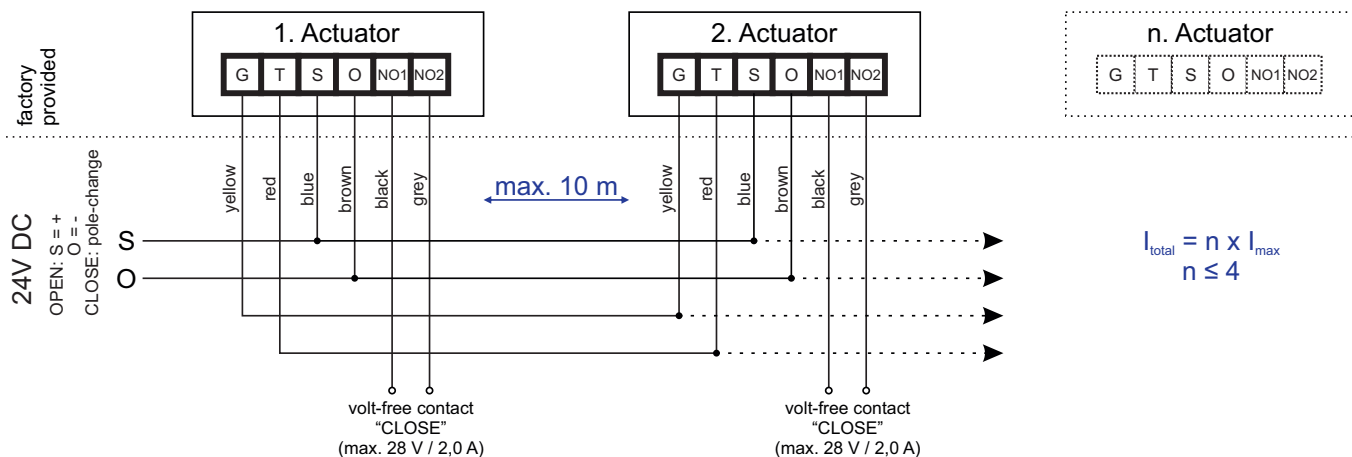 1. Actuator
2. Actuator
n. Actuator
G T S O NO1 NO2
G T S O NO1 NO2
G T S O NO1 NO2
factory
provided
yellow
red
blue
brown
black
grey
max. 10 m
yellow
red
blue
brown
black
grey
24V DC
OPEN: S = +
O = -
CLOSE: pole-change
S
O
I total = n x I max
n ≤ 4
volt-free contact
“CLOSE”
(max. 28 V / 2,0 A)
volt-free contact
“CLOSE”
(max. 28 V / 2,0 A)